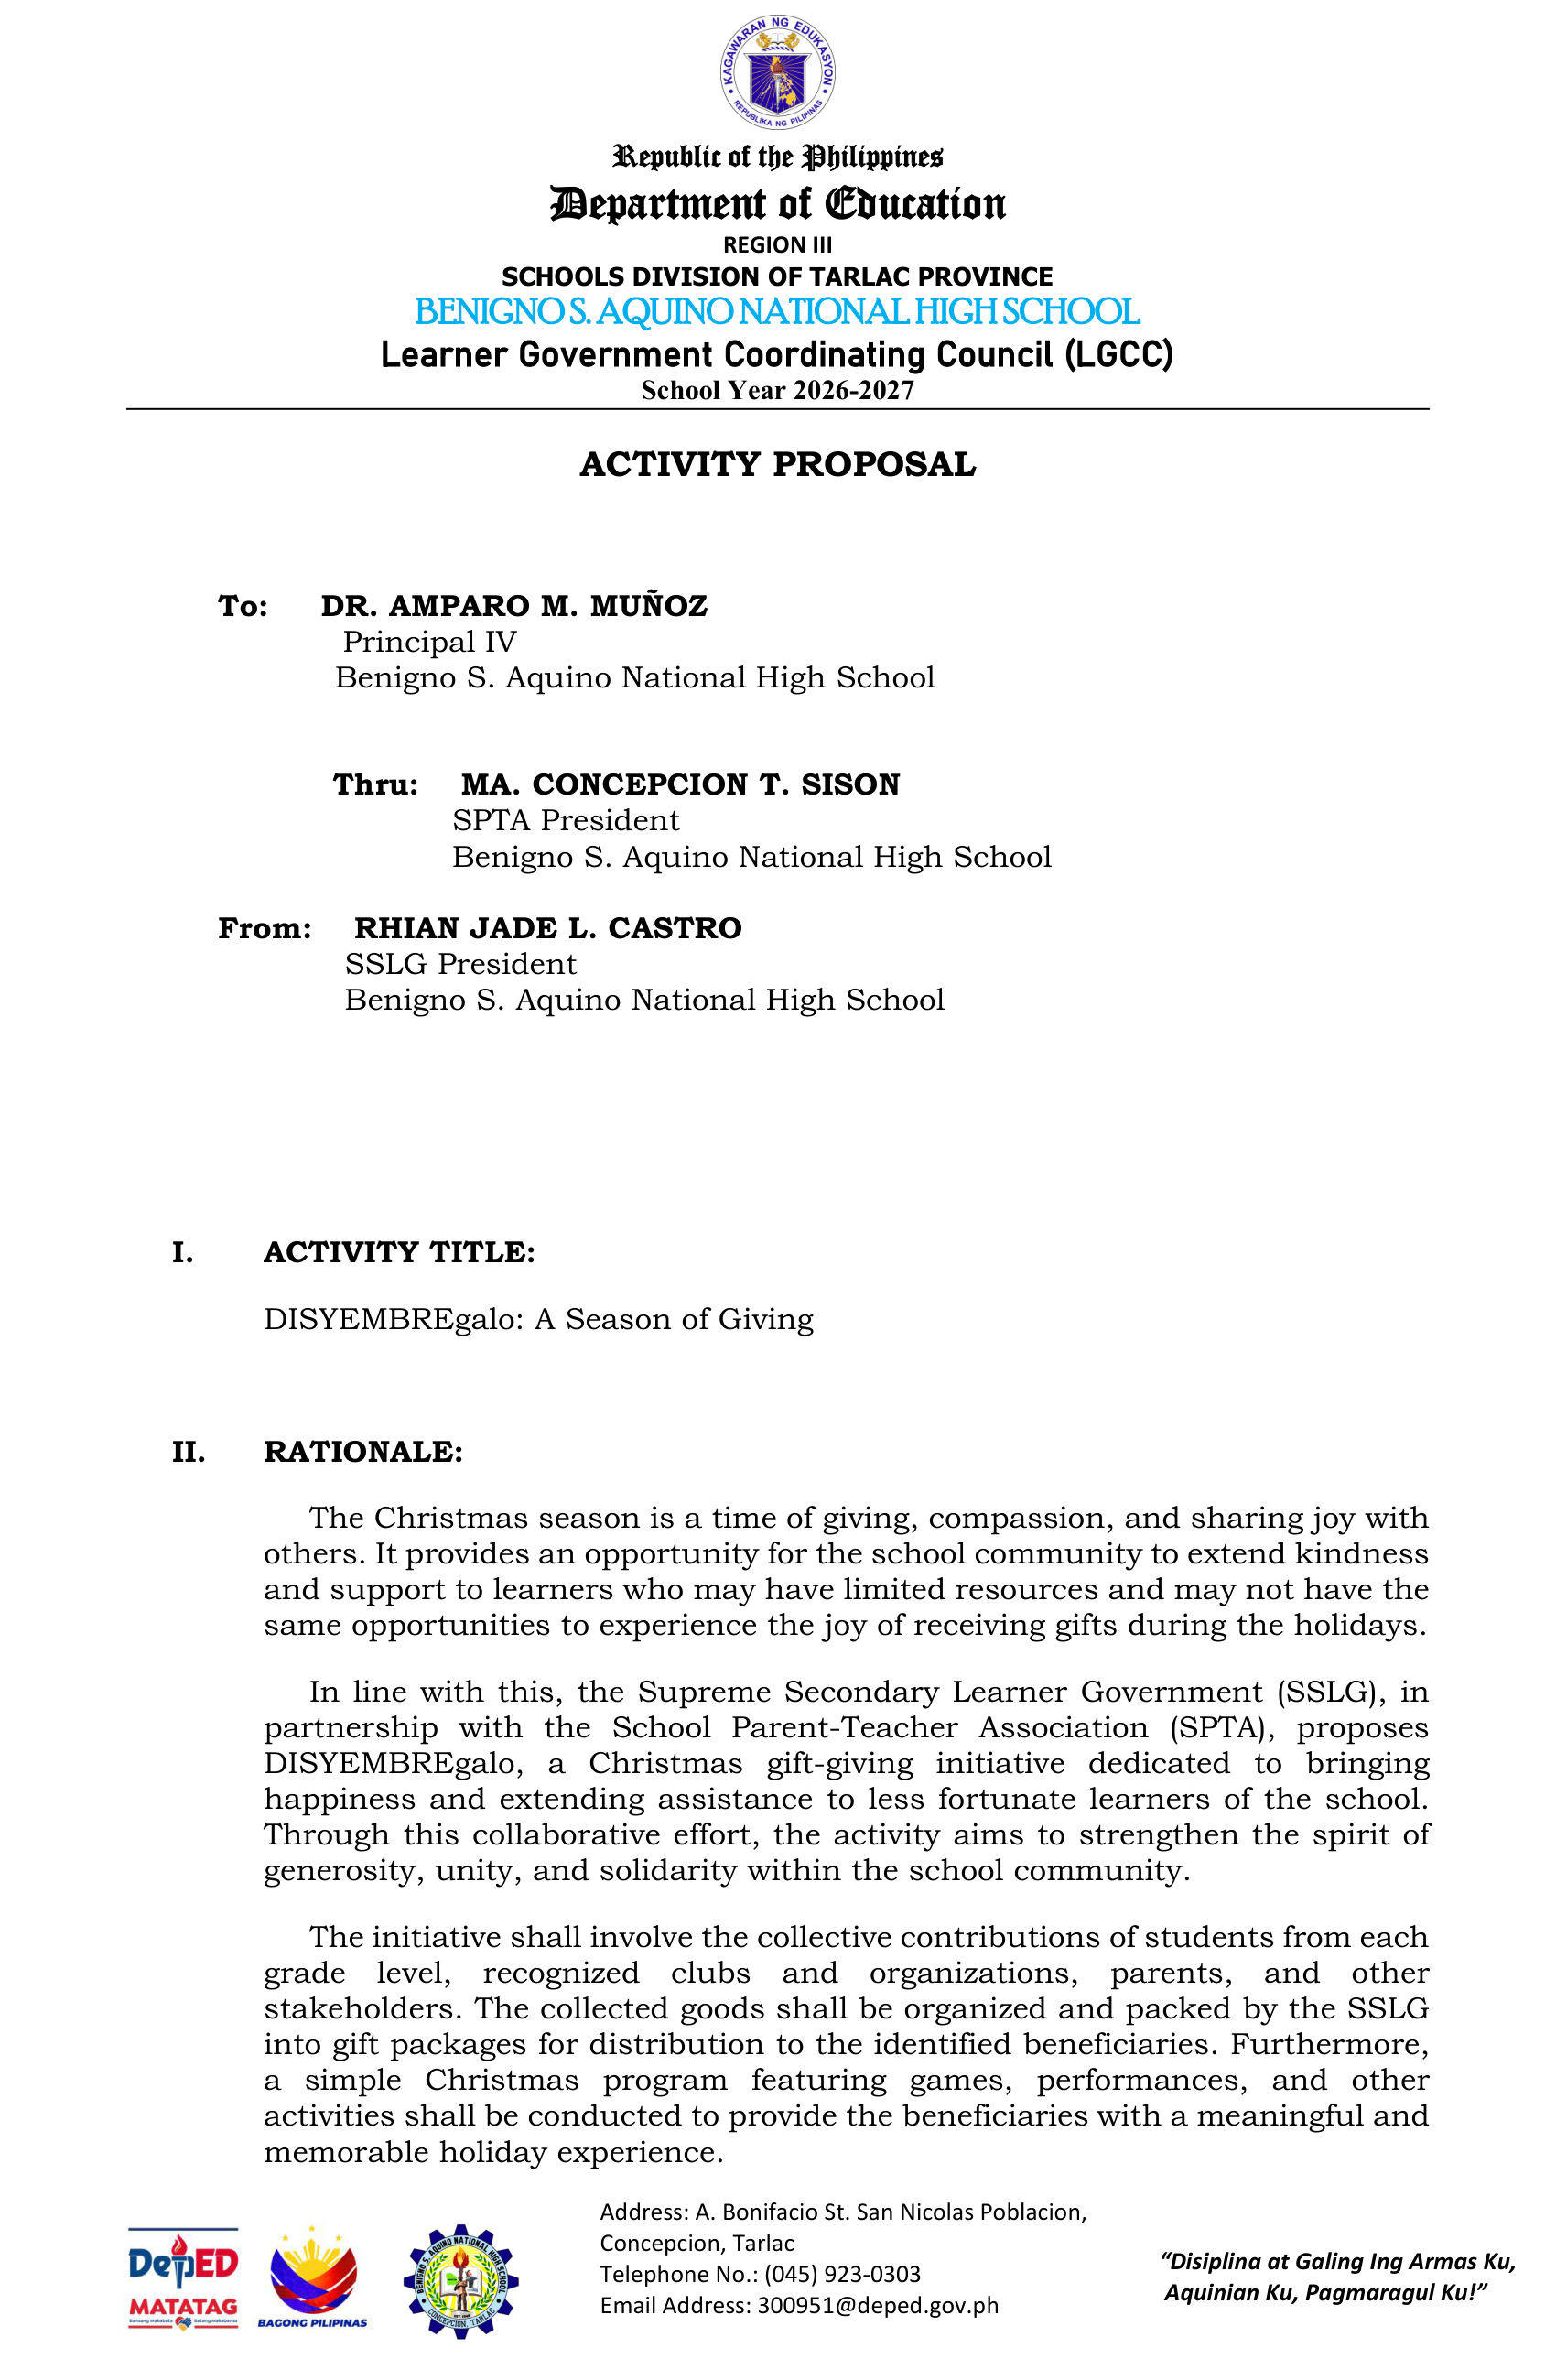 KAGAWARAN NG EDUKASYON
REPUBLIKA NG PILIPINAS
Republic of the Philippines
Department of Education
REGION III
SCHOOLS DIVISION OF TARLAC PROVINCE
BENIGNO S. AQUINO NATIONAL HIGH SCHOOL
Learner Government Coordinating Council (LGCC)
School Year 2026-2027
ACTIVITY PROPOSAL
To: DR. AMPARO M. MUÑOZ
Principal IV
Benigno S. Aquino National High School
Thru: MA. CONCEPCION T. SISON
SPTA President
Benigno S. Aquino National High School
From: RHIAN JADE L. CASTRO
SSLG President
Benigno S. Aquino National High School
I. ACTIVITY TITLE:
DISYEMBREgalo: A Season of Giving
II. RATIONALE:
The Christmas season is a time of giving, compassion, and sharing joy with
others. It provides an opportunity for the school community to extend kindness
and support to learners who may have limited resources and may not have the
same opportunities to experience the joy of receiving gifts during the holidays.
In line with this, the Supreme Secondary Learner Government (SSLG), in
partnership with the School Parent-Teacher Association (SPTA), proposes
DISYEMBREgalo, a Christmas gift-giving initiative dedicated to bringing
happiness and extending assistance to less fortunate learners of the school.
Through this collaborative effort, the activity aims to strengthen the spirit of
generosity, unity, and solidarity within the school community.
The initiative shall involve the collective contributions of students from each
grade level, recognized clubs and organizations, parents, and other
stakeholders. The collected goods shall be organized and packed by the SSLG
into gift packages for distribution to the identified beneficiaries. Furthermore,
a simple Christmas program featuring games, performances, and other
activities shall be conducted to provide the beneficiaries with a meaningful and
memorable holiday experience.
DepED
MATATAG
BAGONG PILIPINAS
BENIGNO S. AQUINO NATIONAL HIGH SCHOOL
CONCEPCION, TARLAC
Address: A. Bonifacio St. San Nicolas Poblacion,
Concepcion, Tarlac
Telephone No.: (045) 923-0303
Email Address: 300951@deped.gov.ph
“Disiplina at Galing Ing Armas Ku,
Aquinian Ku, Pagmaragul Ku!”